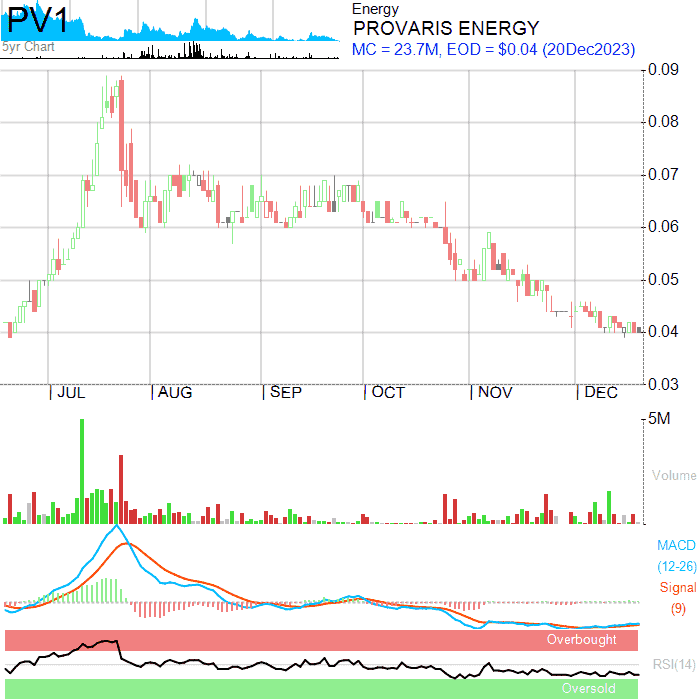 PV1
5yr Chart
Energy
PROVARIS ENERGY
MC = 23.7M, EOD = $0.04 (20Dec2023)
0.09
0.08
0.07
0.06
0.05
0.04
0.03
JUL AUG SEP OCT NOV DEC
5M
Volume
MACD
(12-26)
Signal
(9)
Overbought
RSI(14)
Oversold